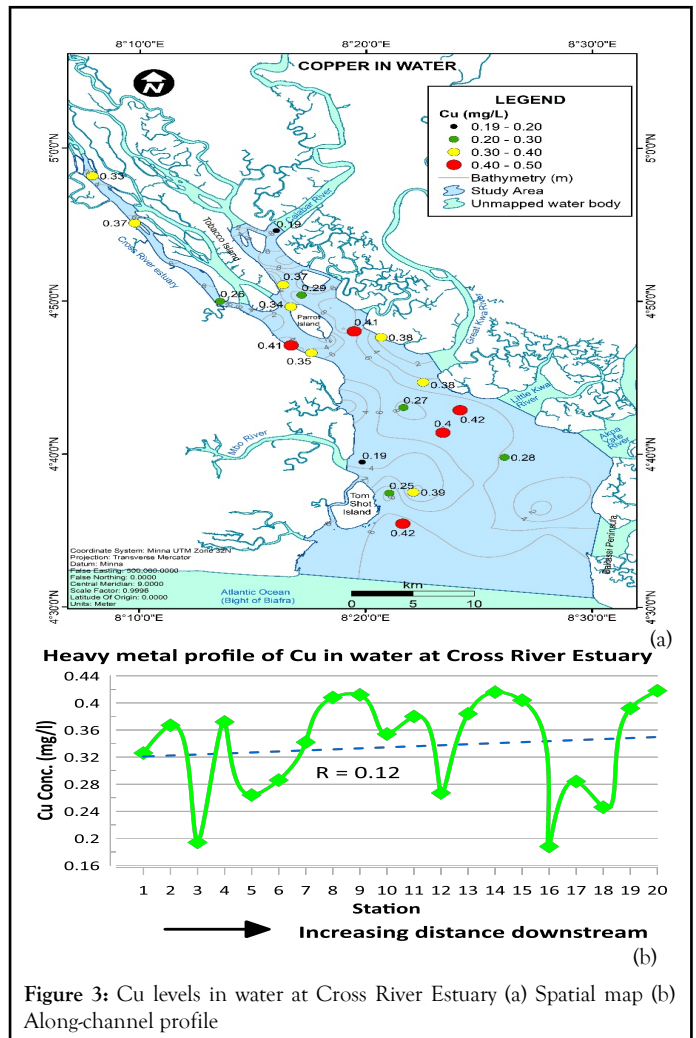 8°10'0"E 8°20'0"E 8°30'0"E
COPPER IN WATER
N
LEGEND
Cu (mg/L)
0.19 - 0.20
0.20 - 0.30
0.30 - 0.40
0.40 - 0.50
Bathymetry (m)
Study Area
Unmapped water body
5°0'0"N
5°0'0"N
0.33
0.37
Cross River estuary
Tobacco Island
Calabar River
0.19
0.26
0.37
0.29
0.34
Parrot
Island
0.41
0.41
0.35
0.38
Great Kwa River
4°50'0"N
4°50'0"N
0.38
Little Kwa
River
0.27
0.42
0.4
Akpa
Yafe River
4°40'0"N
4°40'0"N
Mbo River
0.19
0.28
0.25
0.39
Tom
Shot
Island
0.42
Bakassi Peninsula
Coordinate System: Minna UTM Zone 32N
Projection: Transverse Mercator
Datum: Minna
False Easting: 500,000.0000
False Northing: 0.0000
Central Meridian: 9.0000
Scale Factor: 0.9996
Latitude Of Origin: 0.0000
Units: Meter
Atlantic Ocean
(Bight of Biafra)
km
0 5 10
4°30'0"N
4°30'0"N
8°10'0"E 8°20'0"E 8°30'0"E
(a)
Heavy metal profile of Cu in water at Cross River Estuary
Cu Conc. (mg/l)
0.44
0.4
0.36
0.32
0.28
0.24
0.2
0.16
R = 0.12
1 2 3 4 5 6 7 8 9 10 11 12 13 14 15 16 17 18 19 20
Station
Increasing distance downstream
(b)
Figure 3: Cu levels in water at Cross River Estuary (a) Spatial map (b)
Along-channel profile